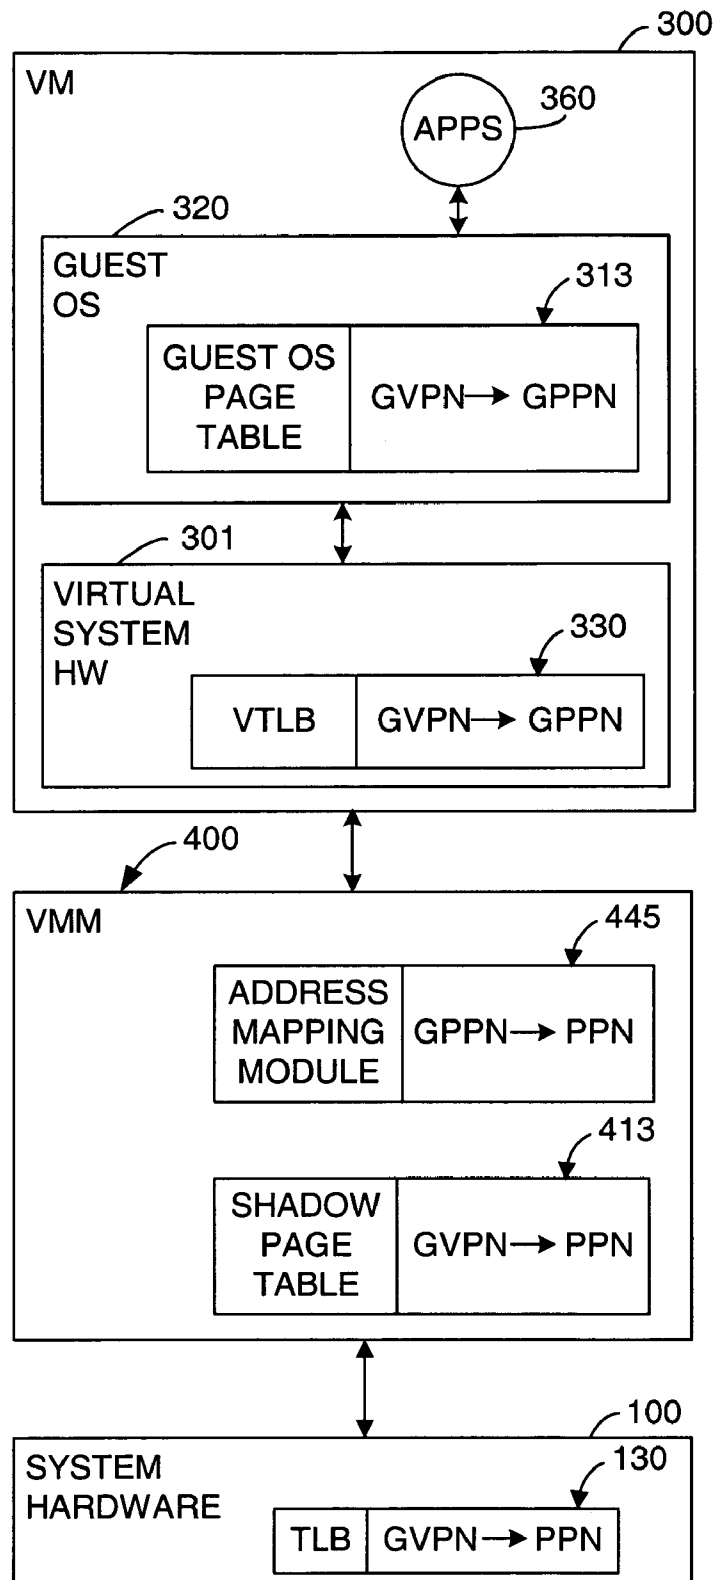 300
VM
360
APPS
320
GUEST
OS
313
GUEST OS
PAGE
TABLE
GVPN → GPPN
301
VIRTUAL
SYSTEM
HW
330
VTLB
GVPN → GPPN
400
VMM
445
ADDRESS
MAPPING
MODULE
GPPN → PPN
413
SHADOW
PAGE
TABLE
GVPN → PPN
100
SYSTEM
HARDWARE
130
TLB
GVPN → PPN